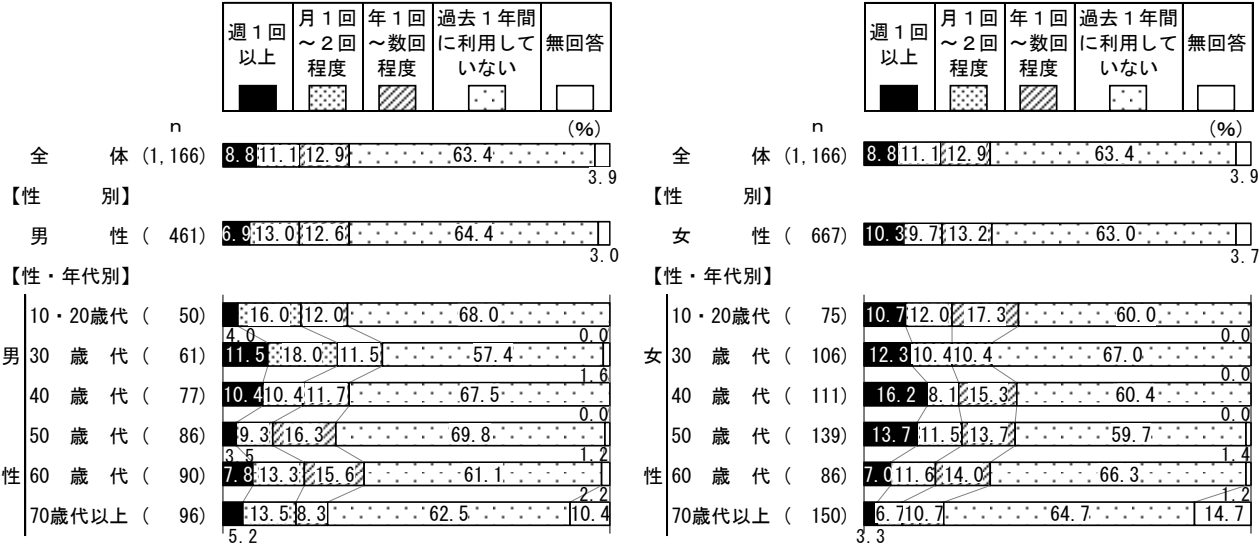 週１回以上 月１回～２回程度 年１回～数回程度 過去１年間に利用していない 無回答
n (%)
全体 (1,166) 8.8 11.1 12.9 63.4 3.9
【性別】
男性 ( 461) 6.9 13.0 12.6 64.4 3.0
【性・年代別】
男性
10・20歳代 ( 50) 4.0 16.0 12.0 68.0 0.0
30歳代 ( 61) 11.5 18.0 11.5 57.4 1.6
40歳代 ( 77) 10.4 10.4 11.7 67.5 0.0
50歳代 ( 86) 3.5 9.3 16.3 69.8 1.2
60歳代 ( 90) 7.8 13.3 15.6 61.1 2.2
70歳代以上 ( 96) 5.2 13.5 8.3 62.5 10.4
週１回以上 月１回～２回程度 年１回～数回程度 過去１年間に利用していない 無回答
n (%)
全体 (1,166) 8.8 11.1 12.9 63.4 3.9
【性別】
女性 ( 667) 10.3 9.7 13.2 63.0 3.7
【性・年代別】
女性
10・20歳代 ( 75) 10.7 12.0 17.3 60.0 0.0
30歳代 ( 106) 12.3 10.4 10.4 67.0 0.0
40歳代 ( 111) 16.2 8.1 15.3 60.4 0.0
50歳代 ( 139) 13.7 11.5 13.7 59.7 1.4
60歳代 ( 86) 7.0 11.6 14.0 66.3 1.2
70歳代以上 ( 150) 3.3 6.7 10.7 64.7 14.7